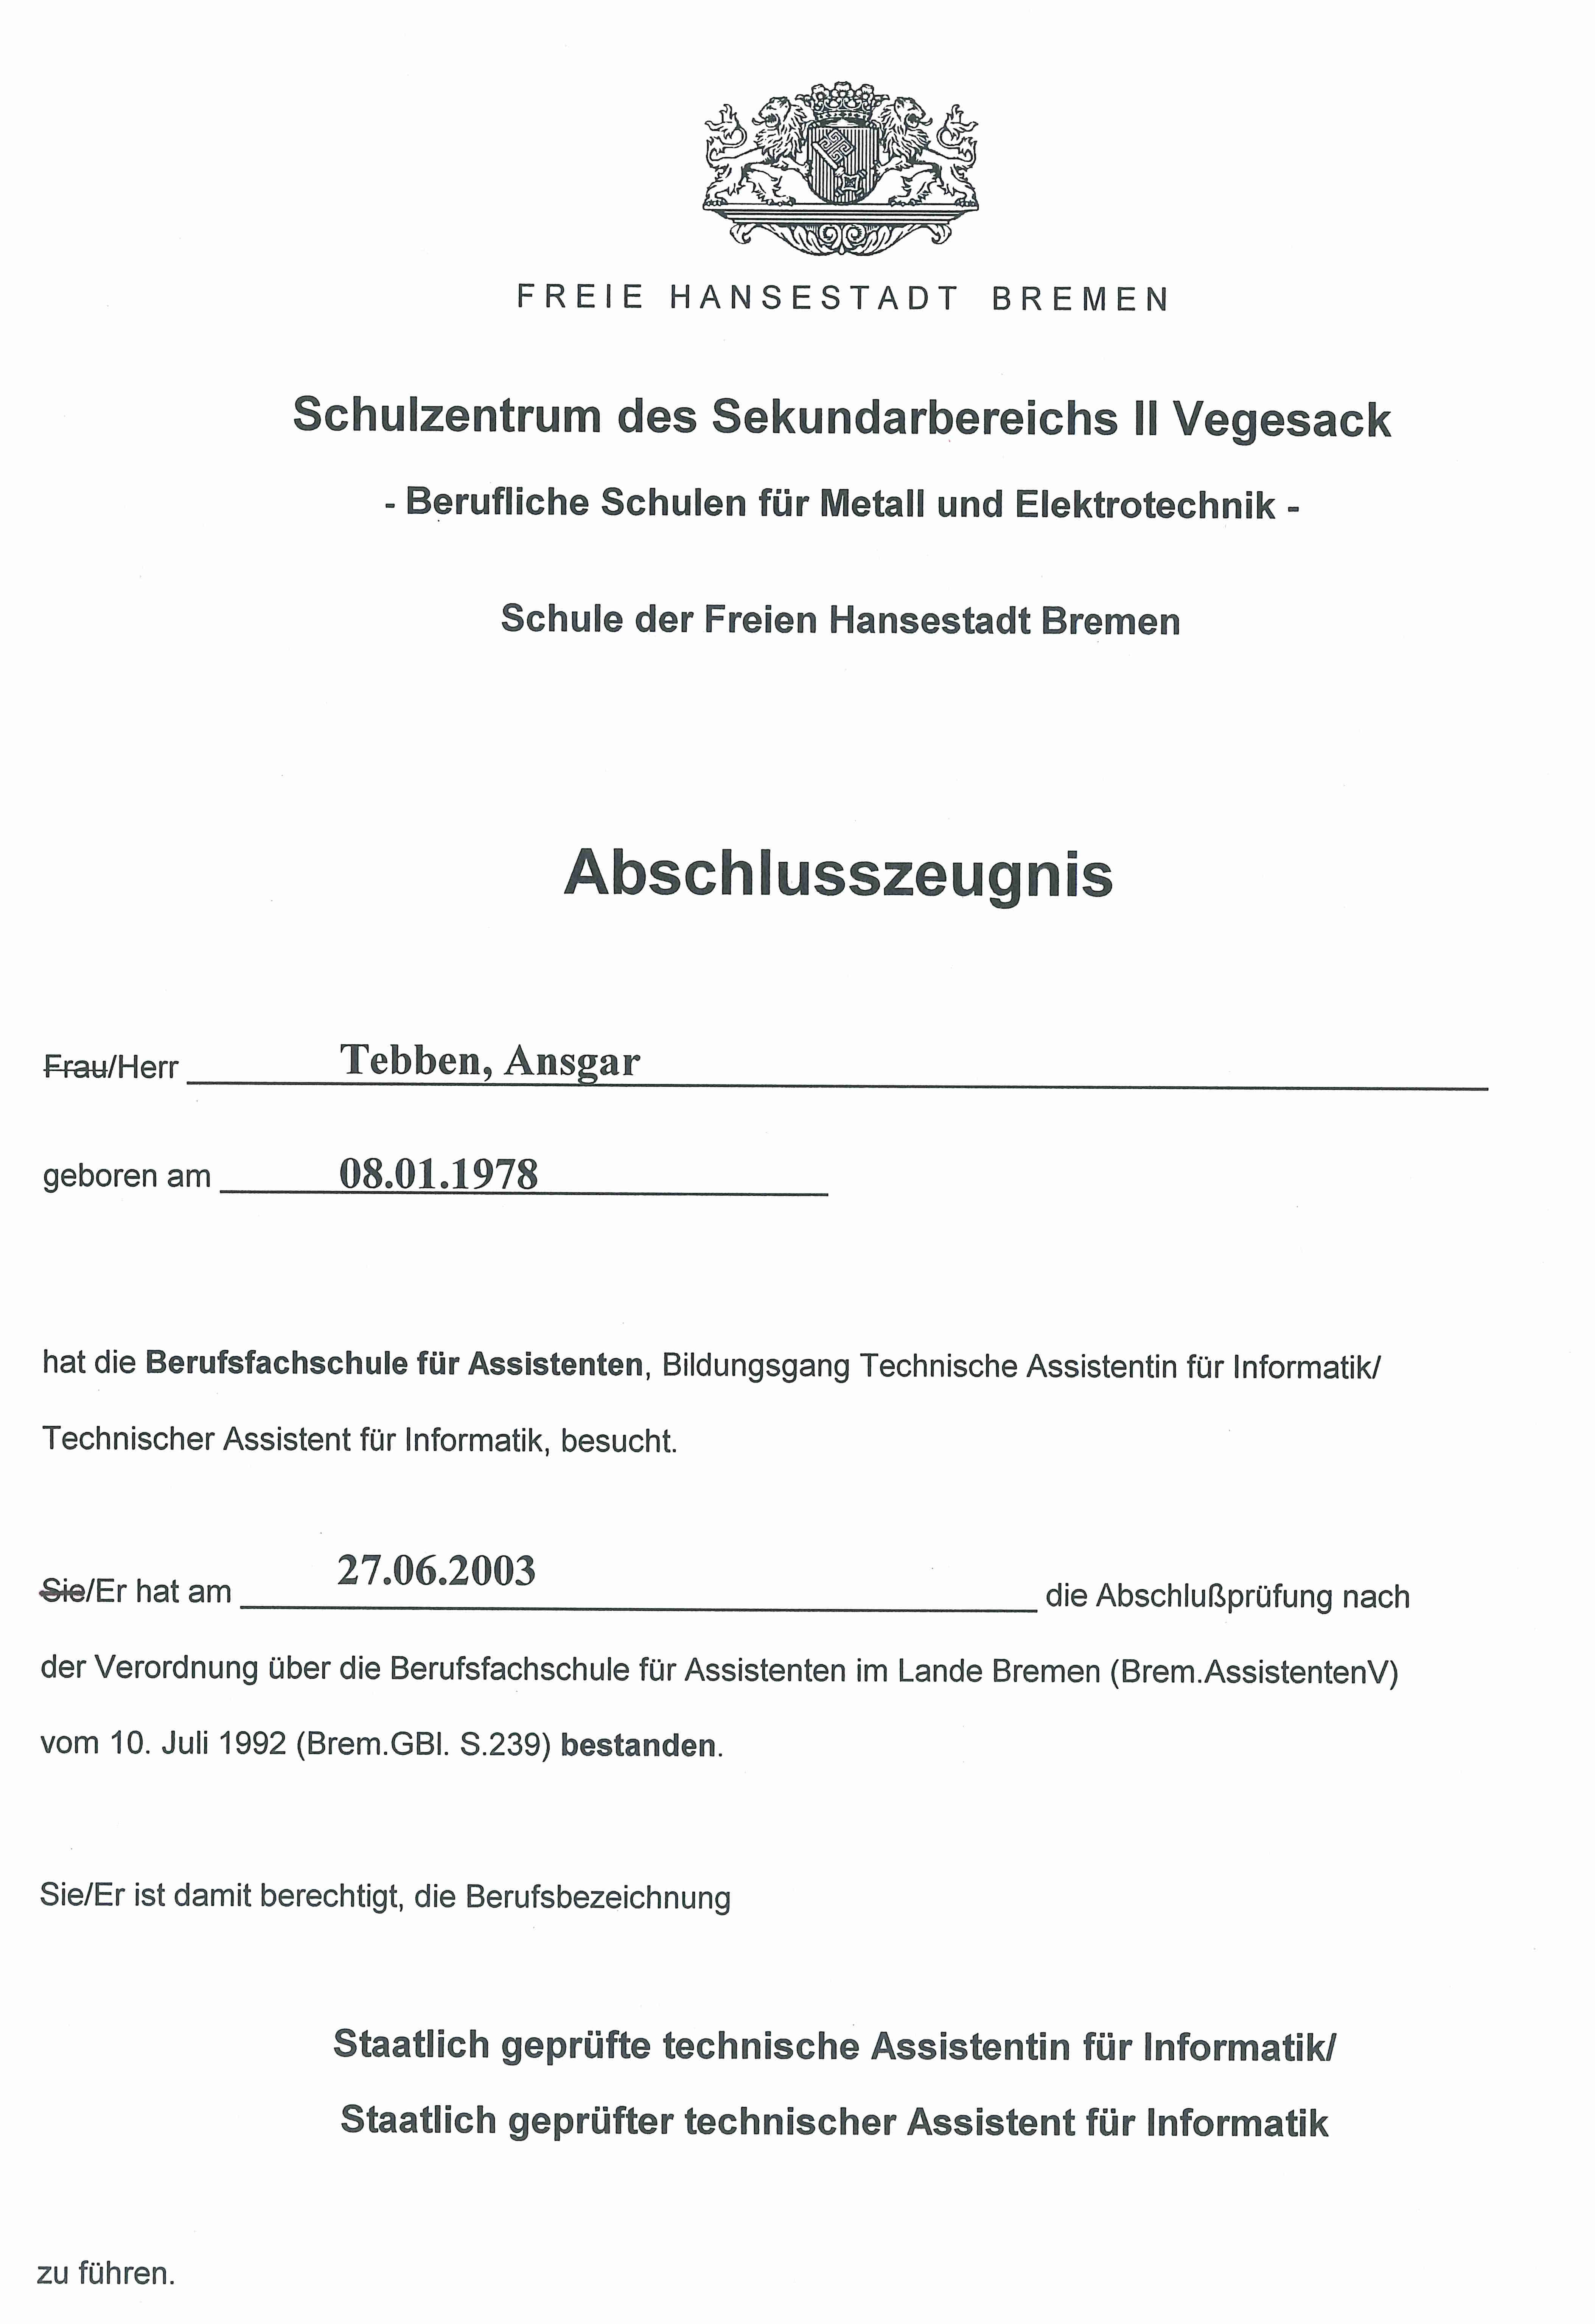 FREIE HANSESTADT BREMEN
Schulzentrum des Sekundarbereichs II Vegesack
- Berufliche Schulen für Metall und Elektrotechnik -
Schule der Freien Hansestadt Bremen
Abschlusszeugnis
Frau/Herr Tebben, Ansgar
geboren am 08.01.1978
hat die Berufsfachschule für Assistenten, Bildungsgang Technische Assistentin für Informatik/
Technischer Assistent für Informatik, besucht.
Sie/Er hat am 27.06.2003 die Abschlußprüfung nach
der Verordnung über die Berufsfachschule für Assistenten im Lande Bremen (Brem.AssistentenV)
vom 10. Juli 1992 (Brem.GBl. S.239) bestanden.
Sie/Er ist damit berechtigt, die Berufsbezeichnung
Staatlich geprüfte technische Assistentin für Informatik/
Staatlich geprüfter technischer Assistent für Informatik
zu führen.